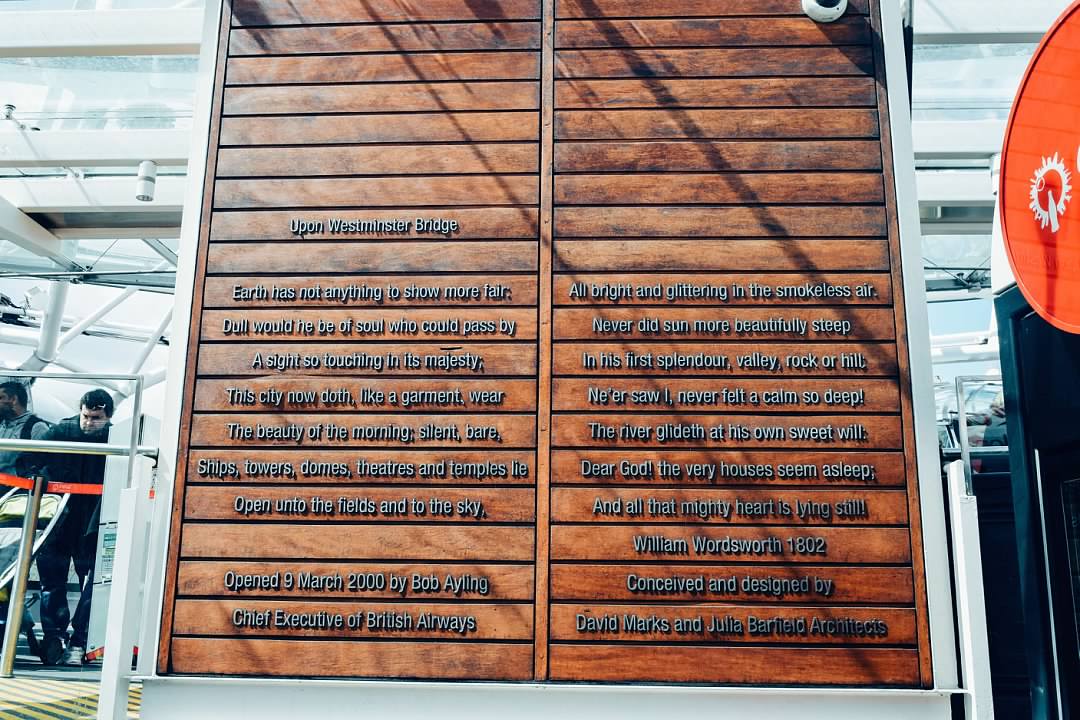 Upon Westminster Bridge
Earth has not anything to show more fair:
Dull would he be of soul who could pass by
A sight so touching in its majesty;
This city now doth, like a garment, wear
The beauty of the morning; silent, bare,
Ships, towers, domes, theatres and temples lie
Open unto the fields and to the sky,
Opened 9 March 2000 by Bob Ayling
Chief Executive of British Airways
All bright and glittering in the smokeless air.
Never did sun more beautifully steep
In his first splendour, valley, rock or hill:
Ne'er saw I, never felt a calm so deep!
The river glideth at his own sweet will:
Dear God! the very houses seem asleep;
And all that mighty heart is lying still!
William Wordsworth 1802
Conceived and designed by
David Marks and Julia Barfield Architects